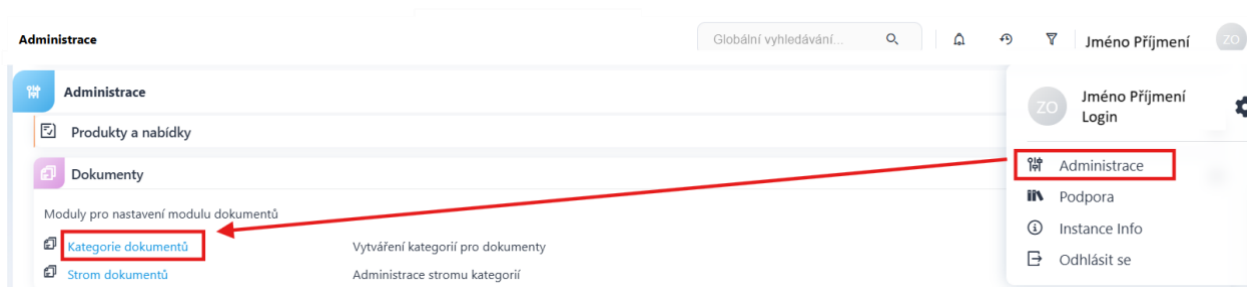 Administrace
Globální vyhledávání...
Jméno Příjmení
ZO
Administrace
Produkty a nabídky
Dokumenty
Moduly pro nastavení modulu dokumentů
Kategorie dokumentů
Vytváření kategorií pro dokumenty
Strom dokumentů
Administrace stromu kategorií
ZO
Jméno Příjmení
Login
Administrace
Podpora
Instance Info
Odhlásit se